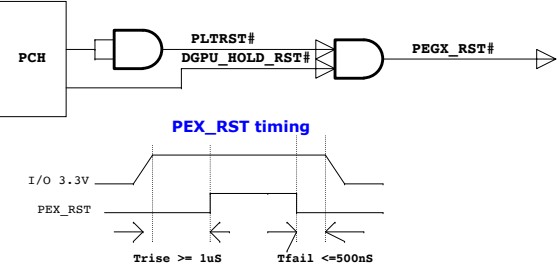 PLTRST#
PCH
DGPU_HOLD_RST#
PEGX_RST#
PEX_RST timing
I/O 3.3V
PEX_RST
Trise >= 1uS
Tfail <=500nS